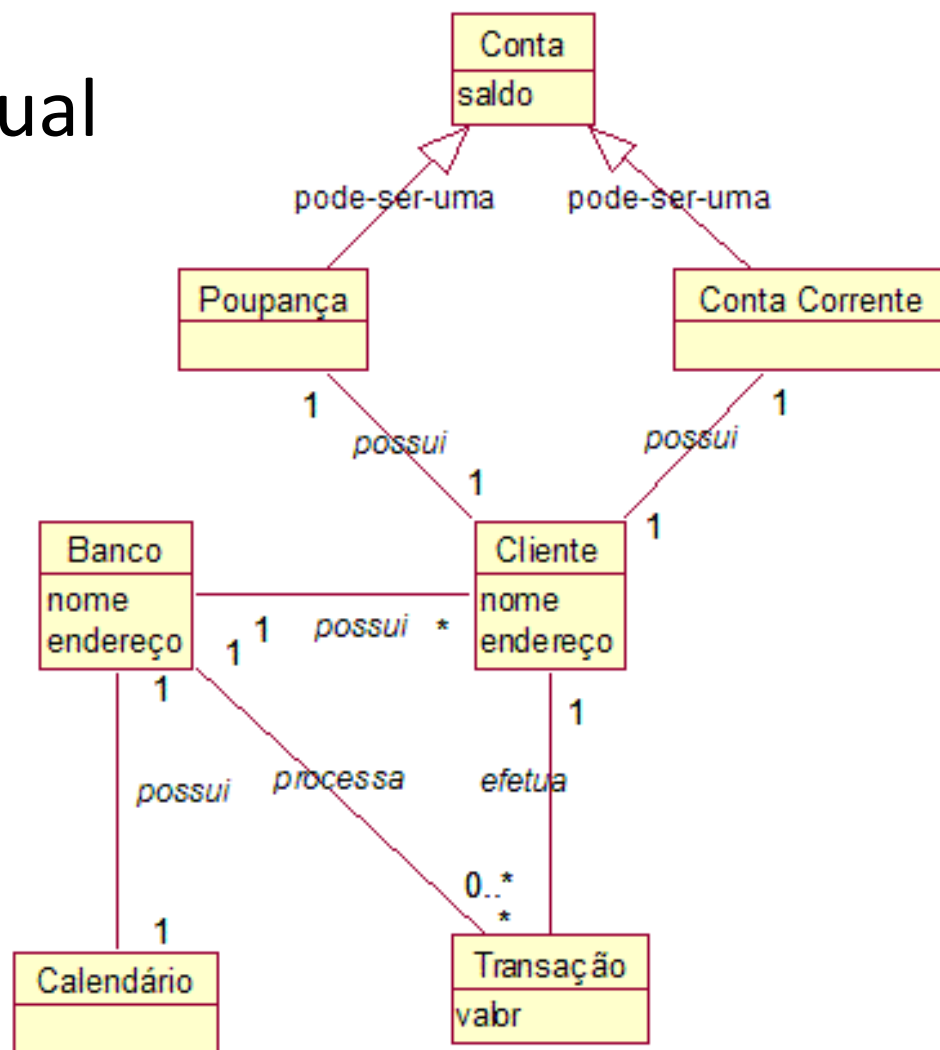 ual
Conta
saldo
pode-ser-uma
pode-ser-uma
Poupança
Conta Corrente
1
possui
1
1
possui
1
Banco
nome
endereço
Cliente
nome
endereço
1
possui
*
1
1
1
possui
processa
efetua
0..*
*
1
Calendário
Transação
valor